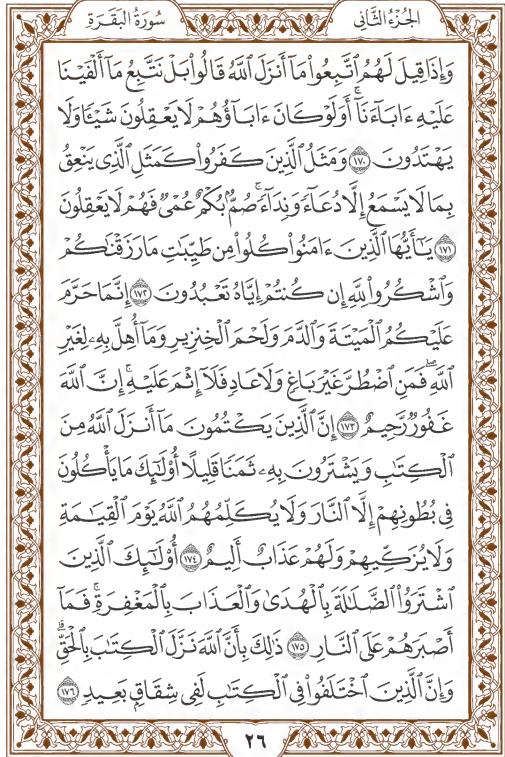 الجزء الثاني سورة البقرة
وَإِذَا قِيلَ لَهُمُ ٱتَّبِعُوا۟ مَآ أَنزَلَ ٱللَّهُ قَالُوا۟ بَلْ نَتَّبِعُ مَآ أَلْفَيْنَا
عَلَيْهِ ءَابَآءَنَآ ۗ أَوَلَوْ كَانَ ءَابَآؤُهُمْ لَا يَعْقِلُونَ شَيْـًٔا وَلَا
يَهْتَدُونَ ١٧٠ وَمَثَلُ ٱلَّذِينَ كَفَرُوا۟ كَمَثَلِ ٱلَّذِى يَنْعِقُ
بِمَا لَا يَسْمَعُ إِلَّا دُعَآءً وَنِدَآءً ۚ صُمٌّۢ بُكْمٌ عُمْىٌ فَهُمْ لَا يَعْقِلُونَ
١٧١ يَـٰٓأَيُّهَا ٱلَّذِينَ ءَامَنُوا۟ كُلُوا۟ مِن طَيِّبَـٰتِ مَا رَزَقْنَـٰكُمْ
وَٱشْكُرُوا۟ لِلَّهِ إِن كُنتُمْ إِيَّاهُ تَعْبُدُونَ ١٧٢ إِنَّمَا حَرَّمَ
عَلَيْكُمُ ٱلْمَيْتَةَ وَٱلدَّمَ وَلَحْمَ ٱلْخِنزِيرِ وَمَآ أُهِلَّ بِهِۦ لِغَيْرِ
ٱللَّهِ ۖ فَمَنِ ٱضْطُرَّ غَيْرَ بَاغٍ وَلَا عَادٍ فَلَآ إِثْمَ عَلَيْهِ ۚ إِنَّ ٱللَّهَ
غَفُورٌ رَّحِيمٌ ١٧٣ إِنَّ ٱلَّذِينَ يَكْتُمُونَ مَآ أَنزَلَ ٱللَّهُ مِنَ
ٱلْكِتَـٰبِ وَيَشْتَرُونَ بِهِۦ ثَمَنًا قَلِيلًا ۙ أُو۟لَـٰٓئِكَ مَا يَأْكُلُونَ
فِى بُطُونِهِمْ إِلَّا ٱلنَّارَ وَلَا يُكَلِّمُهُمُ ٱللَّهُ يَوْمَ ٱلْقِيَـٰمَةِ
وَلَا يُزَكِّيهِمْ وَلَهُمْ عَذَابٌ أَلِيمٌ ١٧٤ أُو۟لَـٰٓئِكَ ٱلَّذِينَ
ٱشْتَرَوُا۟ ٱلضَّلَـٰلَةَ بِٱلْهُدَىٰ وَٱلْعَذَابَ بِٱلْمَغْفِرَةِ ۚ فَمَآ
أَصْبَرَهُمْ عَلَى ٱلنَّارِ ١٧٥ ذَٰلِكَ بِأَنَّ ٱللَّهَ نَزَّلَ ٱلْكِتَـٰبَ بِٱلْحَقِّ ۗ
وَإِنَّ ٱلَّذِينَ ٱخْتَلَفُوا۟ فِى ٱلْكِتَـٰبِ لَفِى شِقَاقٍۭ بَعِيدٍ ١٧٦
٢٦